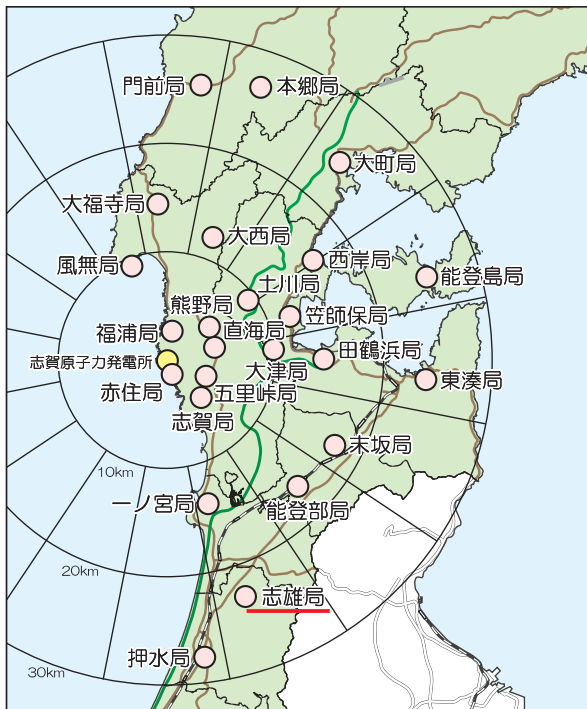 門前局
本郷局
大町局
大福寺局
大西局
西岸局
風無局
能登島局
土川局
熊野局
笠師保局
福浦局
直海局
志賀原子力発電所
大津局
田鶴浜局
赤住局
五里峠局
東湊局
志賀局
末坂局
10km
一ノ宮局
能登部局
20km
志雄局
押水局
30km